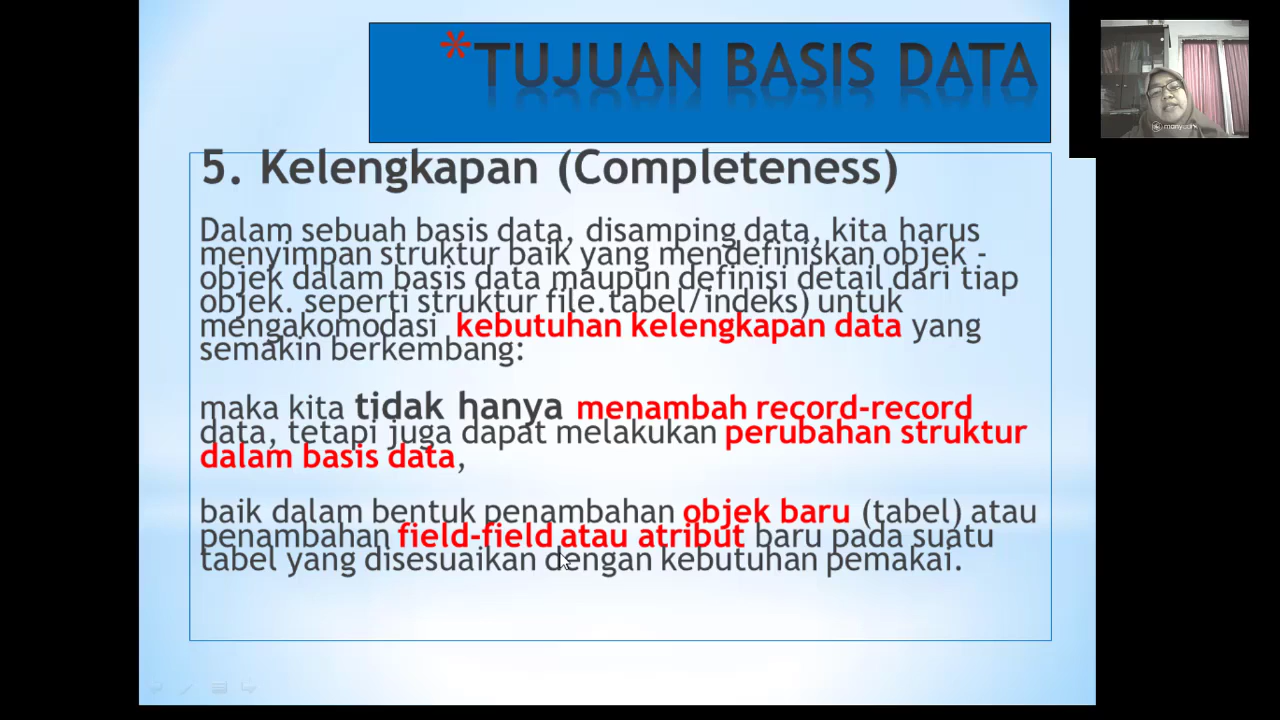 *TUJUAN BASIS DATA
5. Kelengkapan (Completeness)
Dalam sebuah basis data, disamping data, kita harus
menyimpan struktur baik yang mendefiniskan objek -
objek dalam basis data maupun definisi detail dari tiap
objek. seperti struktur file.tabel/indeks) untuk
mengakomodasi kebutuhan kelengkapan data yang
semakin berkembang:
maka kita tidak hanya menambah record-record
data, tetapi juga dapat melakukan perubahan struktur
dalam basis data,
baik dalam bentuk penambahan objek baru (tabel) atau
penambahan field-field atau atribut baru pada suatu
tabel yang disesuaikan dengan kebutuhan pemakai.